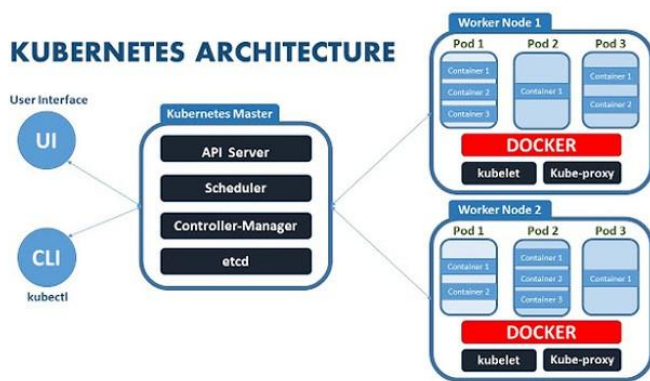 KUBERNETES ARCHITECTURE
User Interface
UI
CLI
kubectl
Kubernetes Master
API Server
Scheduler
Controller-Manager
etcd
Worker Node 1
Pod 1
Container 1
Container 2
Container 3
Pod 2
Container 1
Pod 3
Container 1
Container 2
DOCKER
kubelet
Kube-proxy
Worker Node 2
Pod 1
Container 1
Container 2
Pod 2
Container 1
Container 2
Container 3
Pod 3
Container 1
DOCKER
kubelet
Kube-proxy